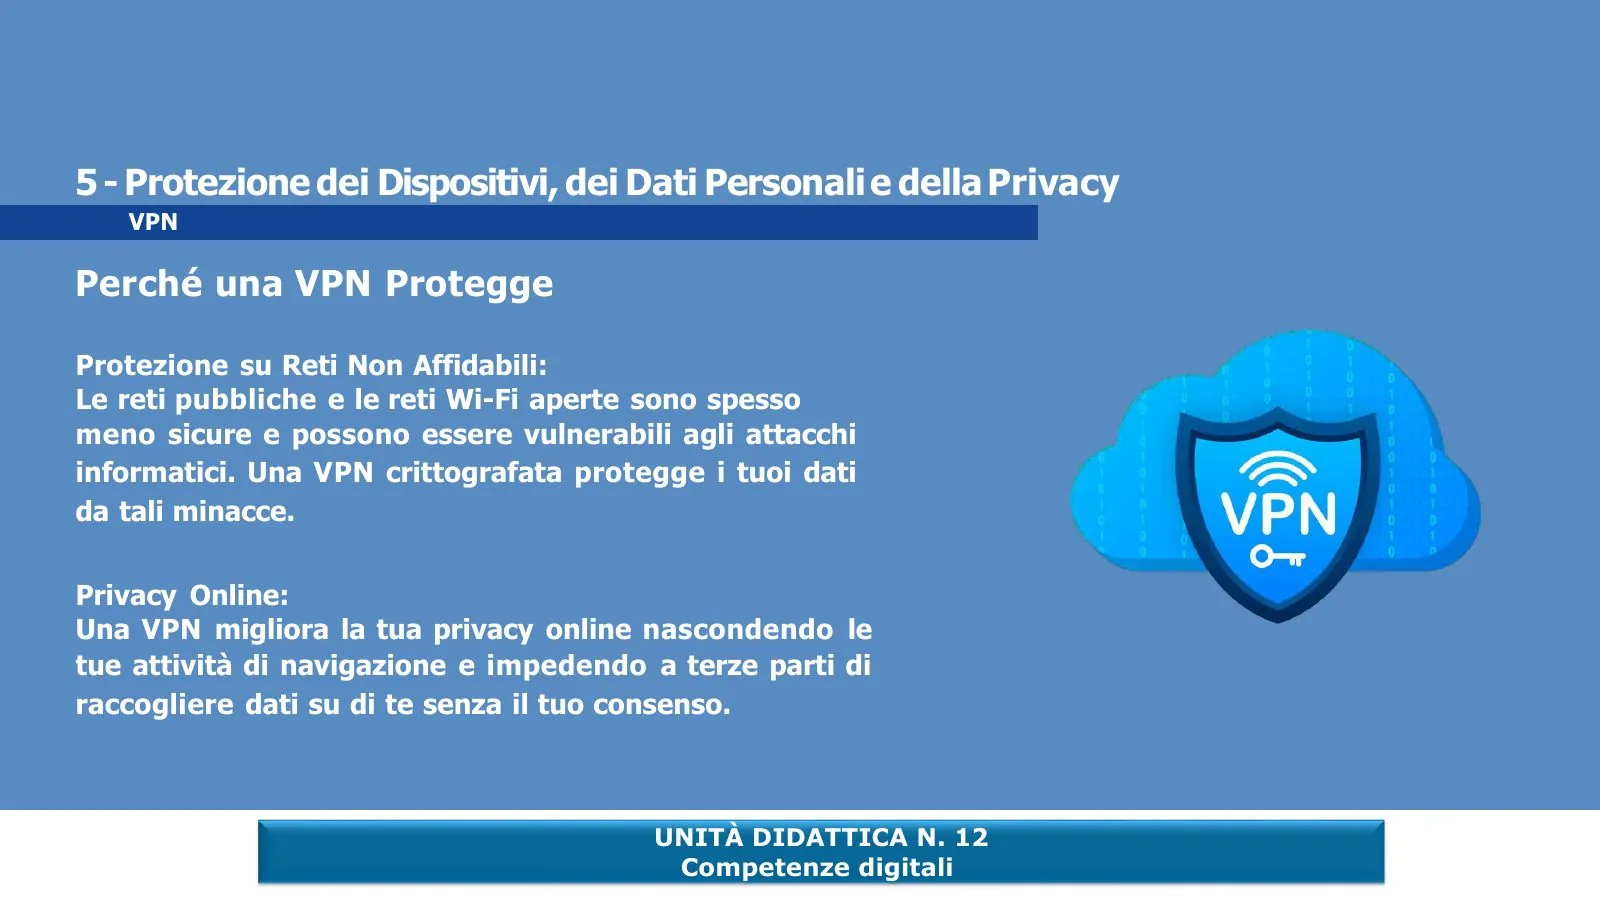 5 - Protezione dei Dispositivi, dei Dati Personali e della Privacy
VPN
Perché una VPN Protegge
Protezione su Reti Non Affidabili:
Le reti pubbliche e le reti Wi-Fi aperte sono spesso
meno sicure e possono essere vulnerabili agli attacchi
informatici. Una VPN crittografata protegge i tuoi dati
da tali minacce.
Privacy Online:
Una VPN migliora la tua privacy online nascondendo le
tue attività di navigazione e impedendo a terze parti di
raccogliere dati su di te senza il tuo consenso.
VPN
UNITÀ DIDATTICA N. 12
Competenze digitali